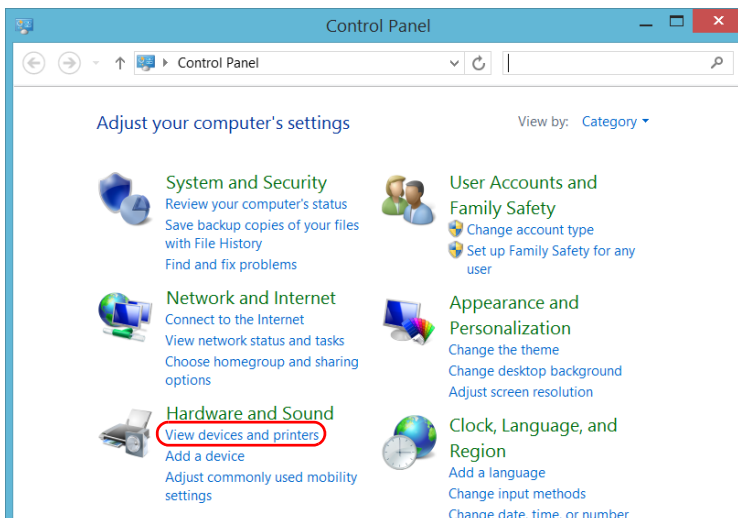 Control Panel
Control Panel
Adjust your computer's settings
View by: Category
System and Security
Review your computer's status
Save backup copies of your files
with File History
Find and fix problems
Network and Internet
Connect to the Internet
View network status and tasks
Choose homegroup and sharing
options
Hardware and Sound
View devices and printers
Add a device
Adjust commonly used mobility
settings
User Accounts and
Family Safety
Change account type
Set up Family Safety for any
user
Appearance and
Personalization
Change the theme
Change desktop background
Adjust screen resolution
Clock, Language, and
Region
Add a language
Change input methods
Change date, time, or number